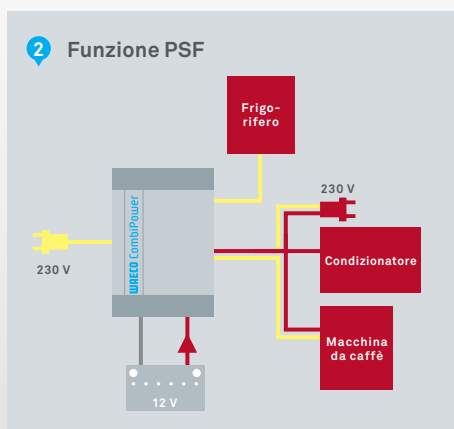 2 Funzione PSF
Frigo-
rifero
230 V
230 V
WAECO CombiPower
Condizionatore
Macchina
da caffè
12 V